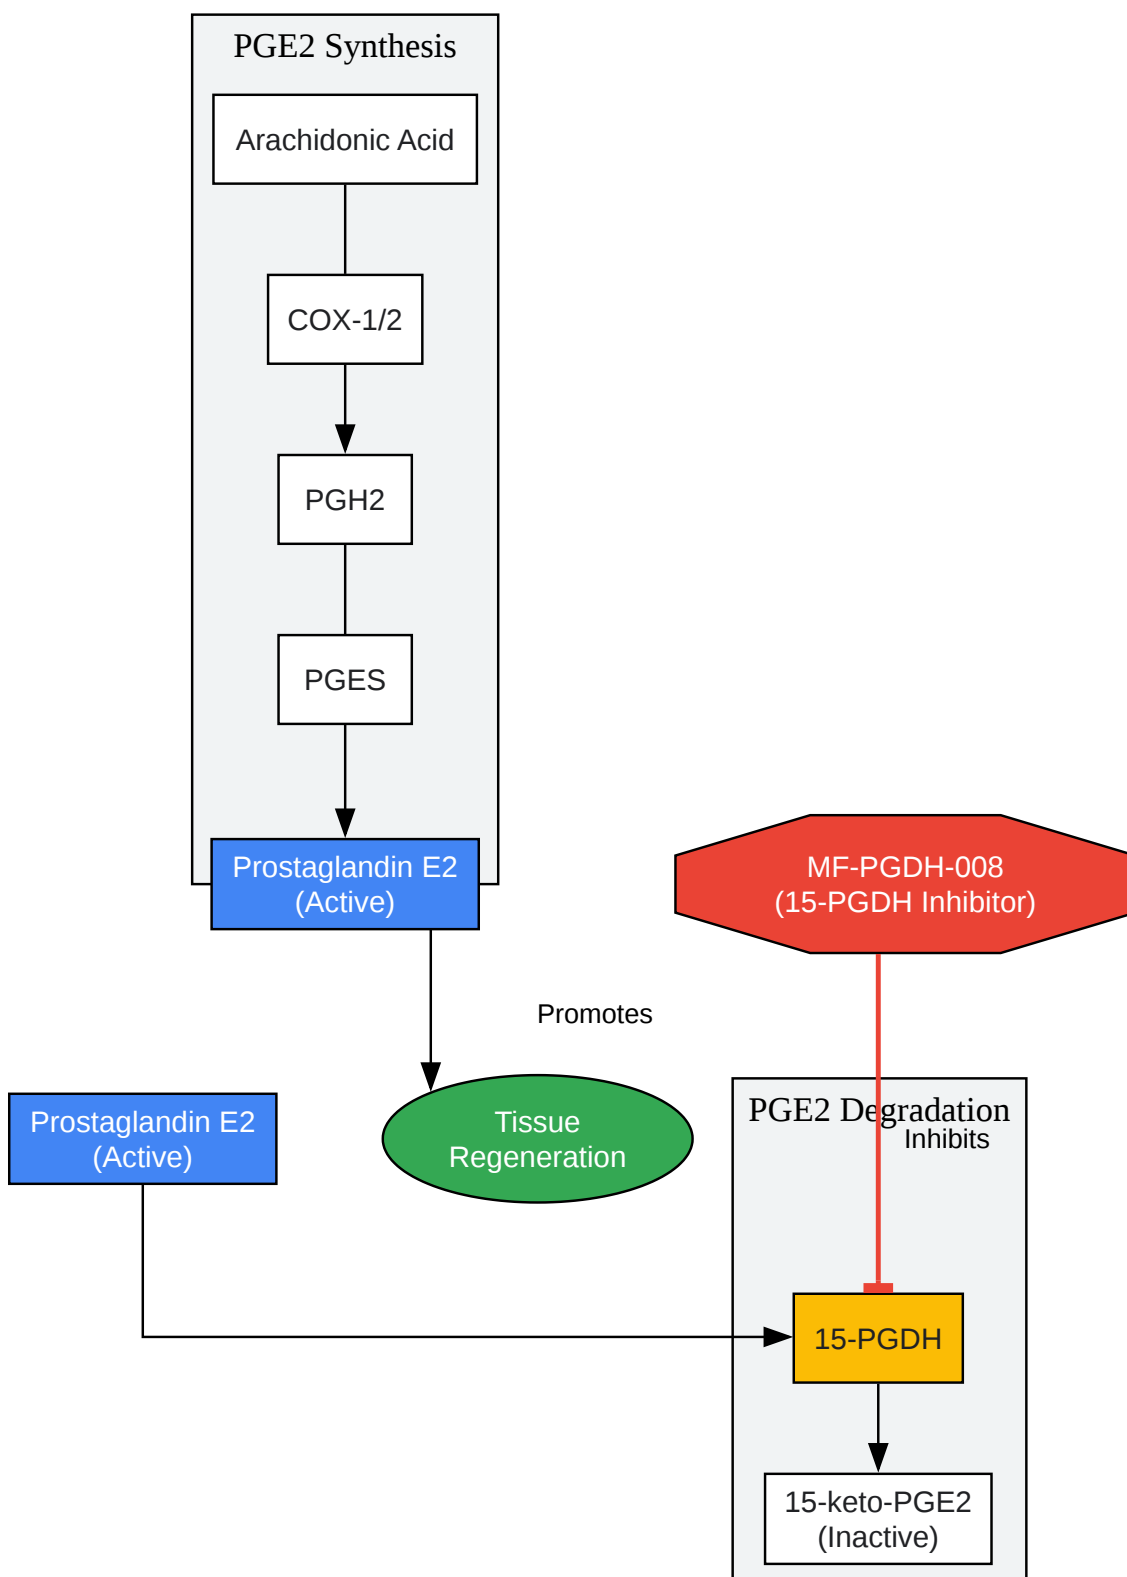 PGE2 Synthesis
Arachidonic Acid
COX-1/2
PGH2
PGES
Prostaglandin E2
(Active)
MF-PGDH-008
(15-PGDH Inhibitor)
Promotes
Prostaglandin E2
(Active)
Tissue
Regeneration
PGE2 Degradation
Inhibits
15-PGDH
15-keto-PGE2
(Inactive)